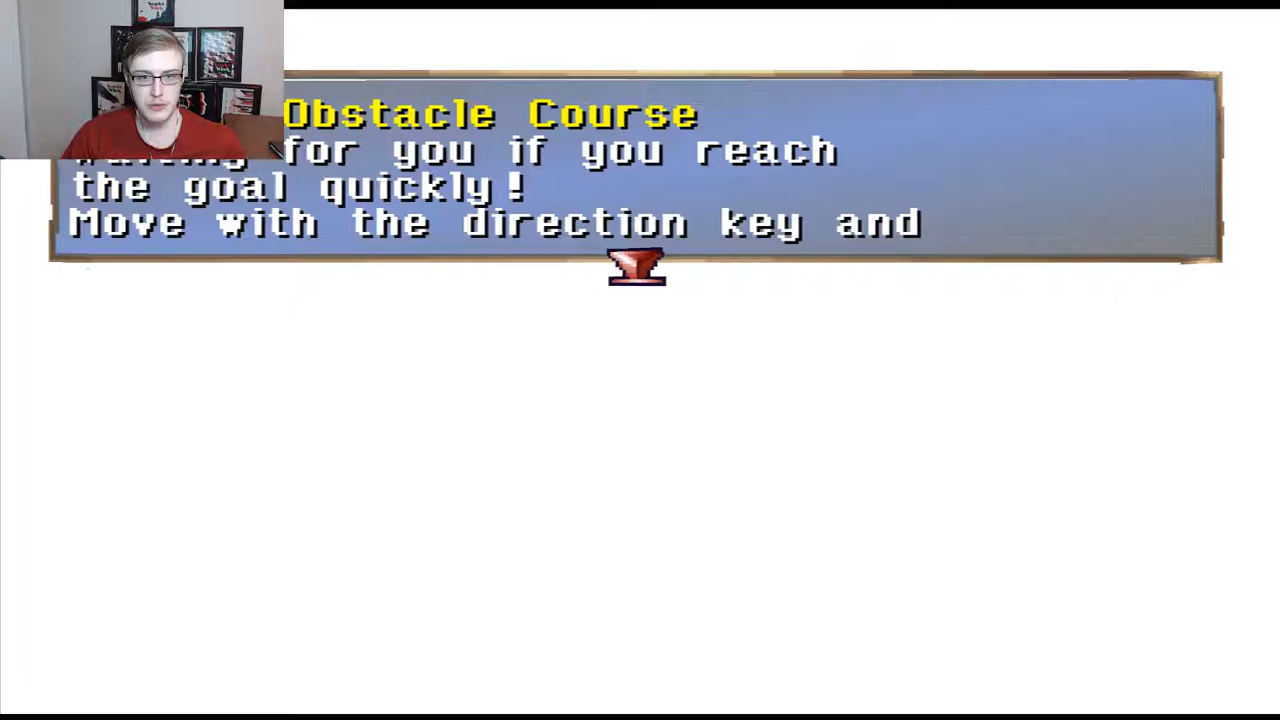 Obstacle Course
for you if you reach
the goal quickly!
Move with the direction key and